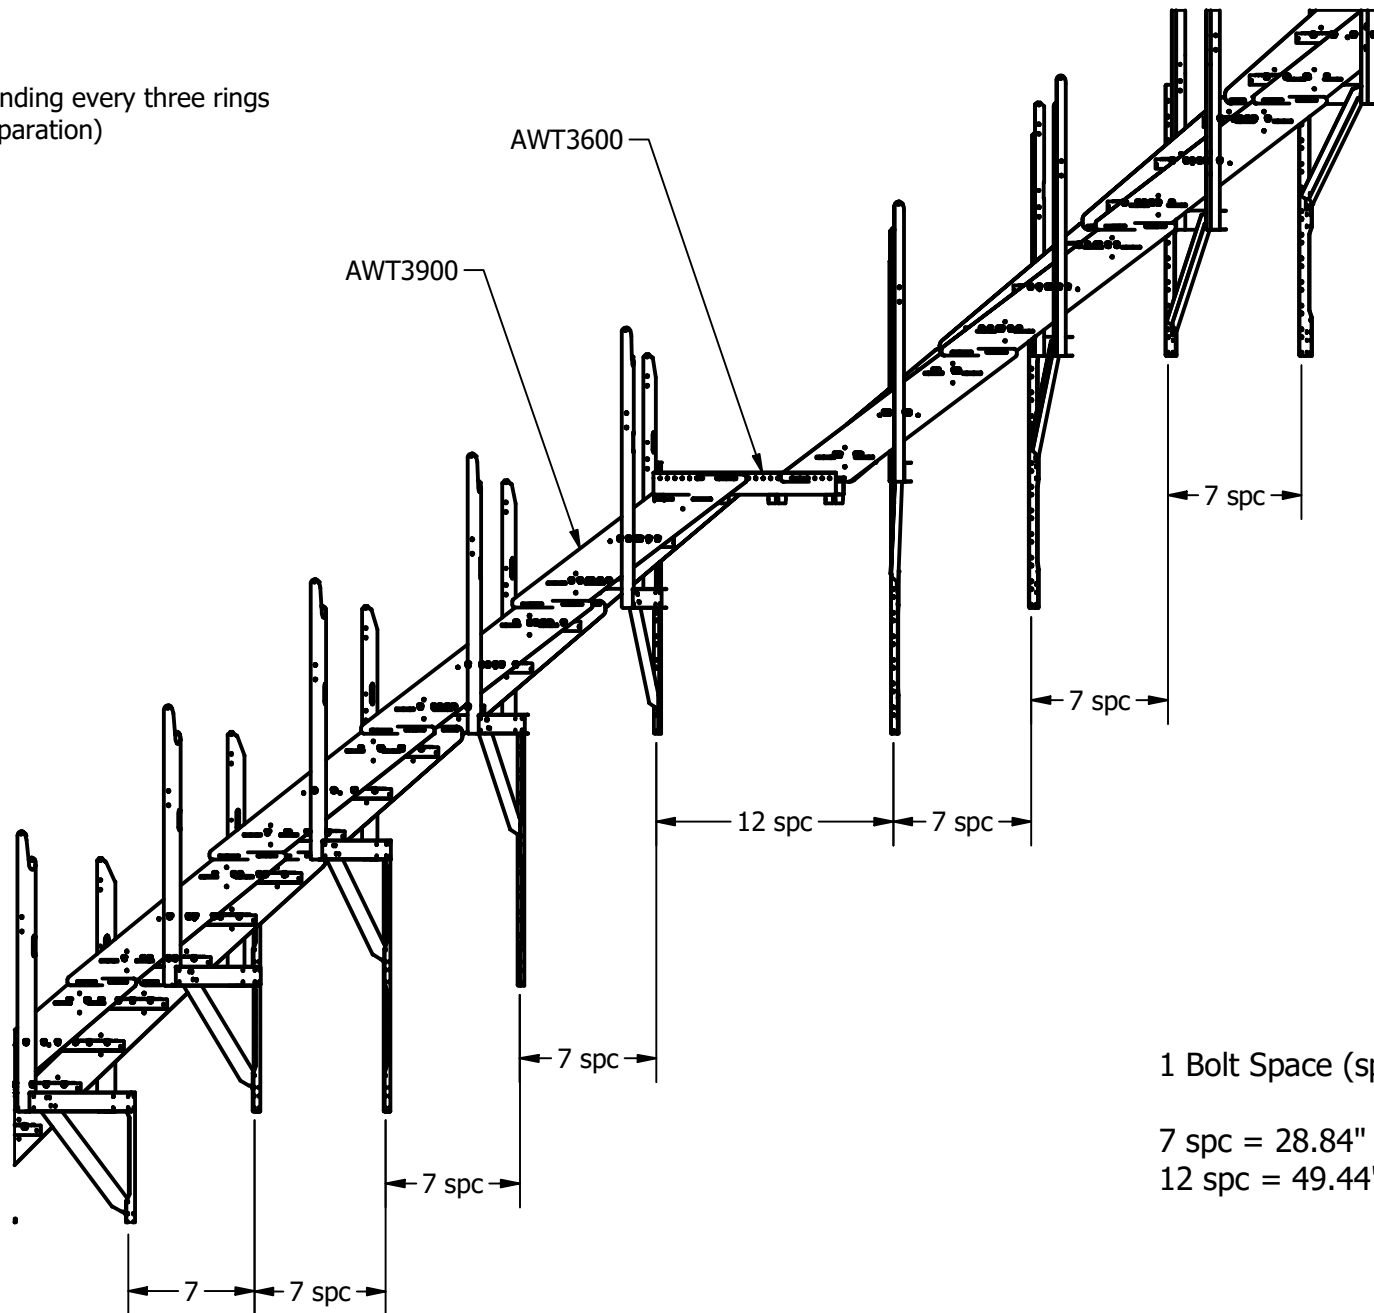 nding every three rings
paration)
AWT3600
AWT3900
7 spc
7 spc
12 spc
7 spc
7 spc
7 spc
7
7 spc
1 Bolt Space (sp
7 spc = 28.84"
12 spc = 49.44"